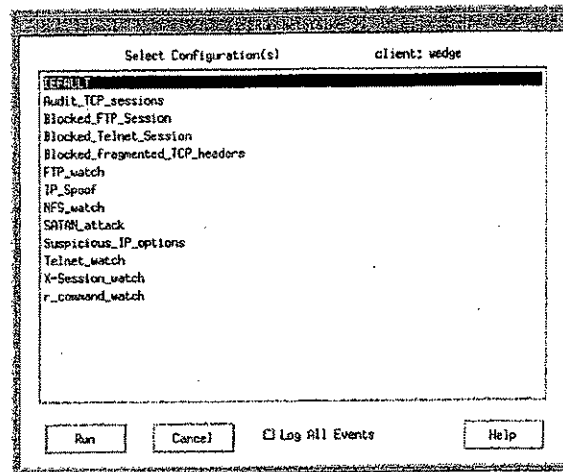 Select Configuration(s) client: wedge
DEFAULT
Audit_TCP_sessions
Blocked_FTP_Session
Blocked_Telnet_Session
Blocked_fragmented_TCP_headers
FTP_watch
IP_Spoof
NFS_watch
SATAN_attack
Suspicious_IP_options
Telnet_watch
X-Session_watch
r_command_watch
Run Cancel Log All Events Help